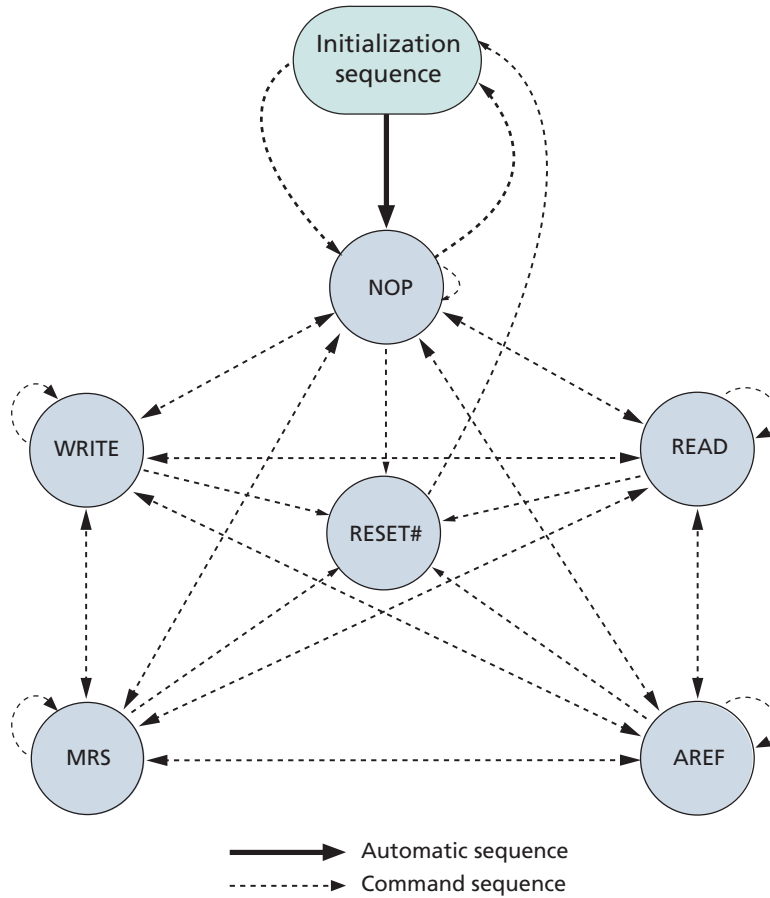 Initialization
sequence
NOP
WRITE
READ
RESET#
MRS
AREF
Automatic sequence
Command sequence